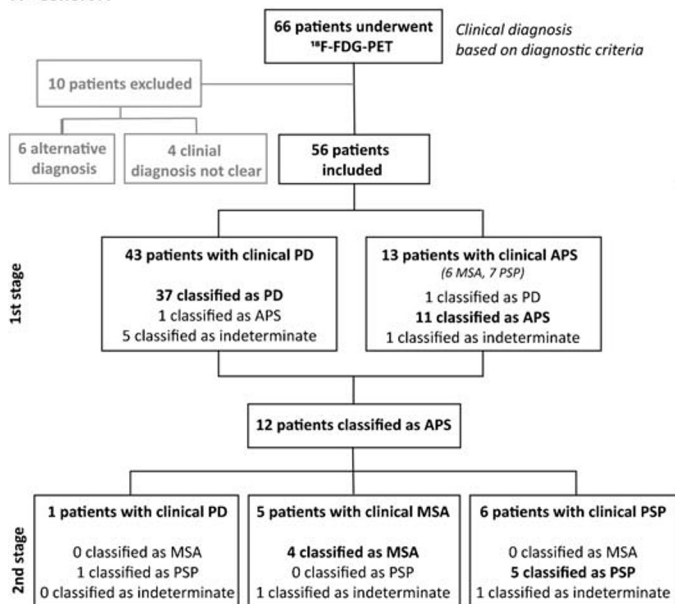 66 patients underwent
¹⁸F-FDG-PET
Clinical diagnosis
based on diagnostic criteria
10 patients excluded
6 alternative
diagnosis
4 clinial
diagnosis not clear
56 patients
included
1st stage
43 patients with clinical PD
37 classified as PD
1 classified as APS
5 classified as indeterminate
13 patients with clinical APS
(6 MSA, 7 PSP)
1 classified as PD
11 classified as APS
1 classified as indeterminate
12 patients classified as APS
2nd stage
1 patients with clinical PD
0 classified as MSA
1 classified as PSP
0 classified as indeterminate
5 patients with clinical MSA
4 classified as MSA
0 classified as PSP
1 classified as indeterminate
6 patients with clinical PSP
0 classified as MSA
5 classified as PSP
1 classified as indeterminate